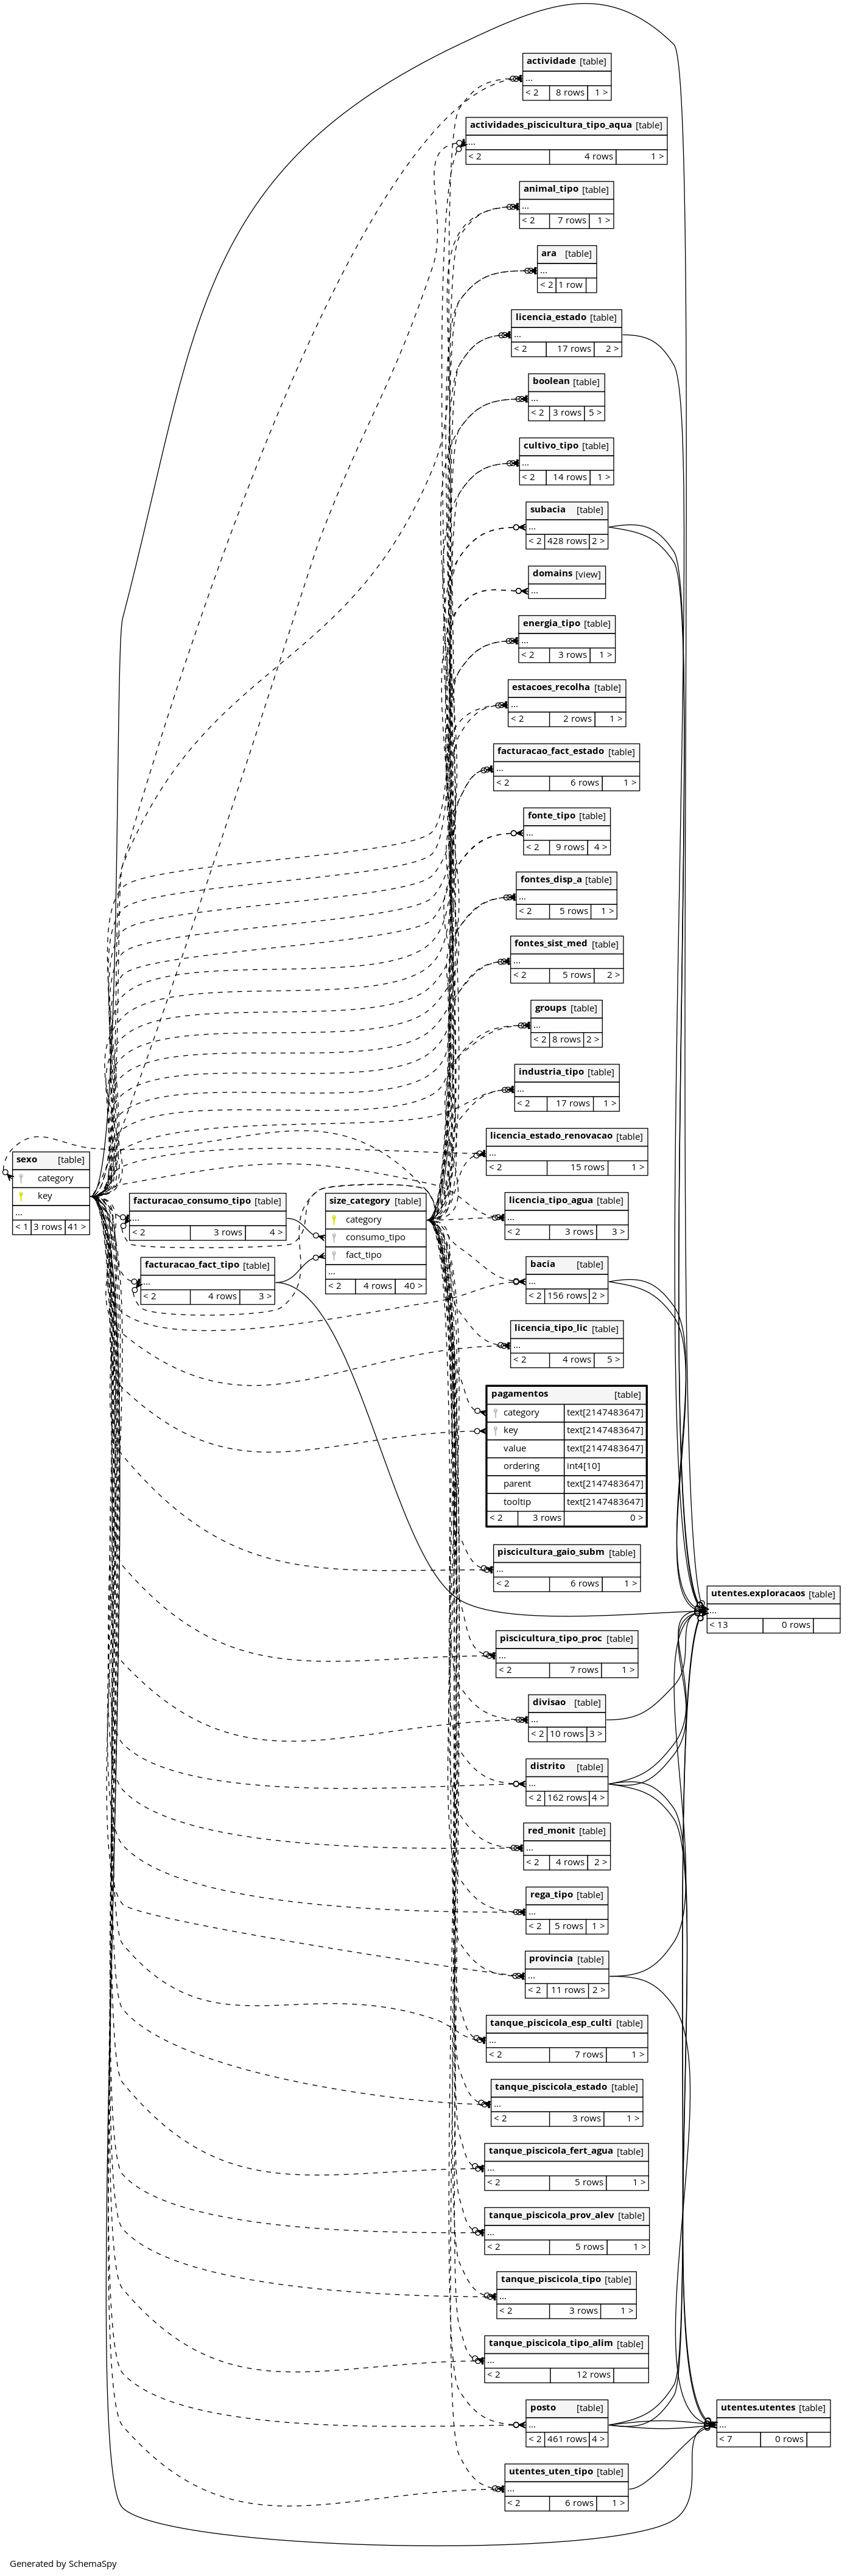 actividade [table]
...
< 2 8 rows 1 >
actividades_piscicultura_tipo_aqua [table]
...
< 2 4 rows 1 >
animal_tipo [table]
...
< 2 7 rows 1 >
ara [table]
...
< 2 1 row
licencia_estado [table]
...
< 2 17 rows 2 >
boolean [table]
...
< 2 3 rows 5 >
cultivo_tipo [table]
...
< 2 14 rows 1 >
subacia [table]
...
< 2 428 rows 2 >
domains [view]
...
energia_tipo [table]
...
< 2 3 rows 1 >
estacoes_recolha [table]
...
< 2 2 rows 1 >
facturacao_fact_estado [table]
...
< 2 6 rows 1 >
fonte_tipo [table]
...
< 2 9 rows 4 >
fontes_disp_a [table]
...
< 2 5 rows 1 >
fontes_sist_med [table]
...
< 2 5 rows 2 >
groups [table]
...
< 2 8 rows 2 >
industria_tipo [table]
...
< 2 17 rows 1 >
licencia_estado_renovacao [table]
...
< 2 15 rows 1 >
sexo [table]
category
key
...
< 1 3 rows 41 >
facturacao_consumo_tipo [table]
...
< 2 3 rows 4 >
facturacao_fact_tipo [table]
...
< 2 4 rows 3 >
size_category [table]
category
consumo_tipo
fact_tipo
...
< 2 4 rows 40 >
licencia_tipo_agua [table]
...
< 2 3 rows 3 >
bacia [table]
...
< 2 156 rows 2 >
licencia_tipo_lic [table]
...
< 2 4 rows 5 >
pagamentos [table]
category text[2147483647]
key text[2147483647]
value text[2147483647]
ordering int4[10]
parent text[2147483647]
tooltip text[2147483647]
< 2 3 rows 0 >
piscicultura_gaio_subm [table]
...
< 2 6 rows 1 >
utentes.exploracaos [table]
...
< 13 0 rows
piscicultura_tipo_proc [table]
...
< 2 7 rows 1 >
divisao [table]
...
< 2 10 rows 3 >
distrito [table]
...
< 2 162 rows 4 >
red_monit [table]
...
< 2 4 rows 2 >
rega_tipo [table]
...
< 2 5 rows 1 >
provincia [table]
...
< 2 11 rows 2 >
tanque_piscicola_esp_culti [table]
...
< 2 7 rows 1 >
tanque_piscicola_estado [table]
...
< 2 3 rows 1 >
tanque_piscicola_fert_agua [table]
...
< 2 5 rows 1 >
tanque_piscicola_prov_alev [table]
...
< 2 5 rows 1 >
tanque_piscicola_tipo [table]
...
< 2 3 rows 1 >
tanque_piscicola_tipo_alim [table]
...
< 2 12 rows
posto [table]
...
< 2 461 rows 4 >
utentes.utentes [table]
...
< 7 0 rows
utentes_uten_tipo [table]
...
< 2 6 rows 1 >
Generated by SchemaSpy